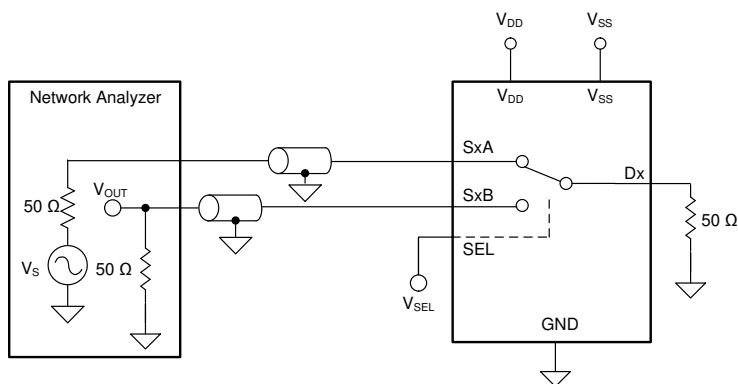 V_DD
V_SS
Network Analyzer
V_DD
V_SS
SxA
Dx
V_OUT
50 Ω
SxB
50 Ω
V_S
50 Ω
SEL
V_SEL
GND